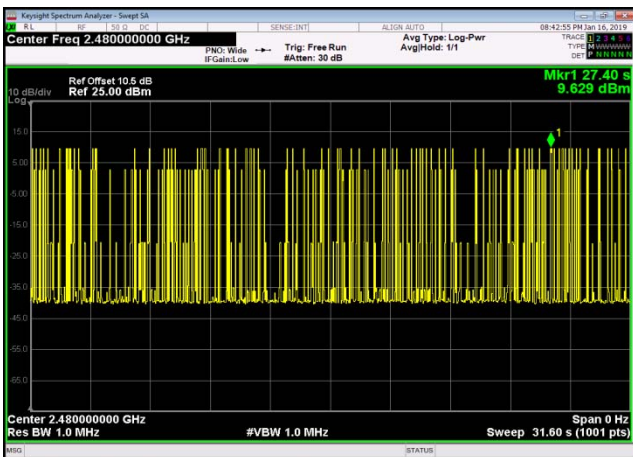 Keysight Spectrum Analyzer - Swept SA
RL RF 50 Ω DC SENSE:INT ALIGN AUTO 08:42:55 PM Jan 16, 2019
Center Freq 2.480000000 GHz
PNO: Wide Trig: Free Run Avg Type: Log-Pwr TRACE 1 2 3 4 5 6
IFGain:Low #Atten: 30 dB Avg|Hold: 1/1 TYPE M WWWWW
DET P NNNNN
Ref Offset 10.5 dB Mkr1 27.40 s
10 dB/div Ref 25.00 dBm 9.629 dBm
Log
1
15.0
5.00
-5.00
-15.0
-25.0
-35.0
-45.0
-55.0
-65.0
Center 2.480000000 GHz Span 0 Hz
Res BW 1.0 MHz #VBW 1.0 MHz Sweep 31.60 s (1001 pts)
MSG STATUS